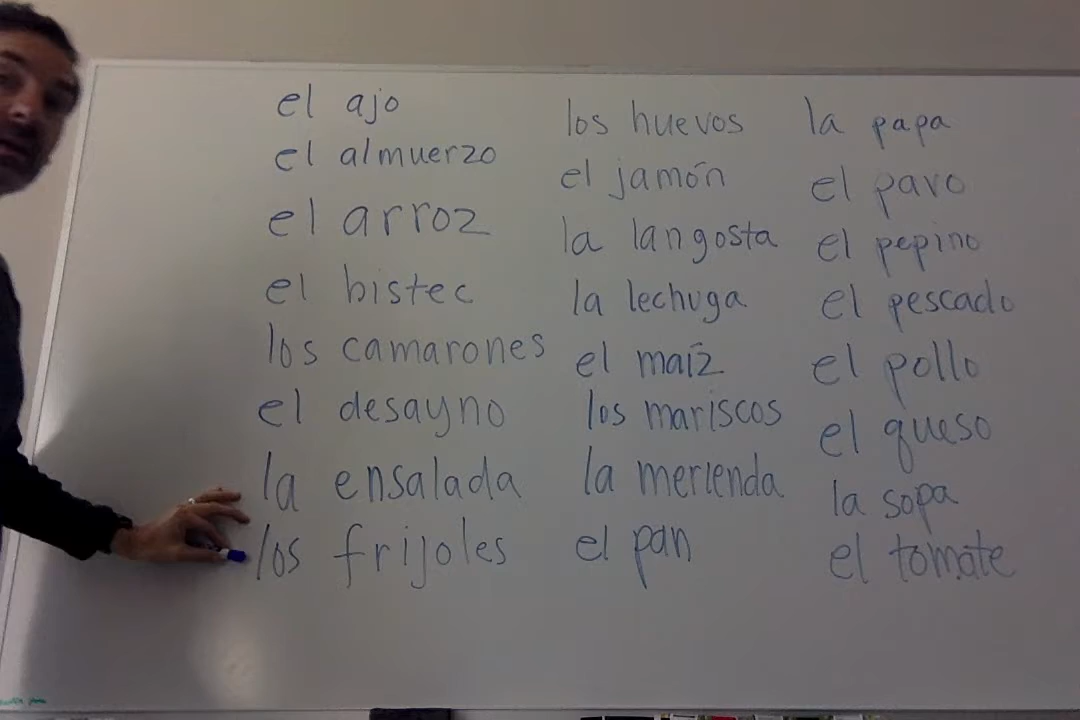 el ajo
el almuerzo
el arroz
el bistec
los camarones
el desayno
la ensalada
los frijoles
los huevos
el jamón
la langosta
la lechuga
el maíz
los mariscos
la merienda
el pan
la papa
el pavo
el pepino
el pescado
el pollo
el queso
la sopa
el tomate